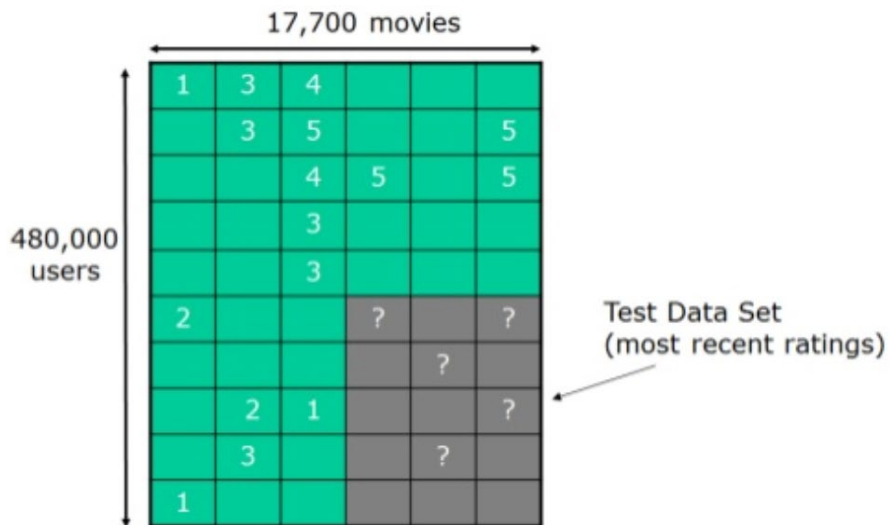 17,700 movies
1 3 4
3 5 5
4 5 5
3
480,000
users
3
2 ? ?
Test Data Set
(most recent ratings)
?
2 1 ?
3 ?
1